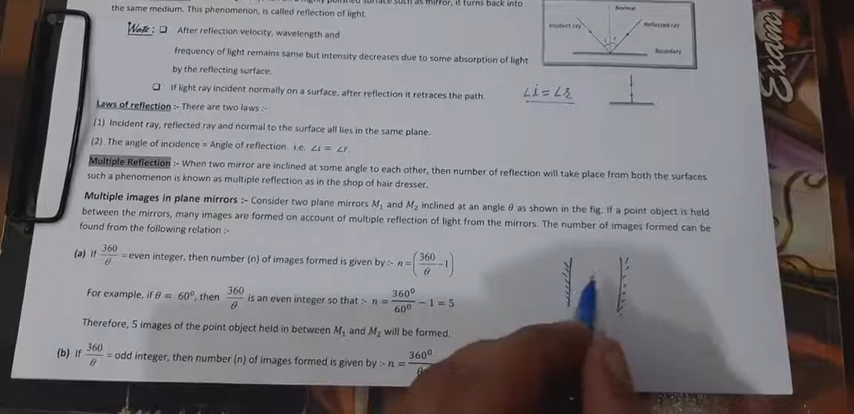 the same medium. This phenomenon, is called reflection of light.
Note: ❑ After reflection velocity, wavelength and
frequency of light remains same but intensity decreases due to some absorption of light
by the reflecting surface.
❑ If light ray incident normally on a surface, after reflection it retraces the path.
Laws of reflection :- There are two laws :-
(1) Incident ray, reflected ray and normal to the surface all lies in the same plane.
(2) The angle of incidence = Angle of reflection. i.e. ∠i = ∠r.
Multiple Reflection :- When two mirror are inclined at some angle to each other, then number of reflection will take place from both the surfaces
such a phenomenon is known as multiple reflection as in the shop of hair dresser.
Multiple images in plane mirrors :- Consider two plane mirrors M₁ and M₂ inclined at an angle θ as shown in the fig. If a point object is held
between the mirrors, many images are formed on account of multiple reflection of light from the mirrors. The number of images formed can be
found from the following relation :-
(a) If 360/θ = even integer, then number (n) of images formed is given by :- n = (360/θ − 1)
For example, if θ = 60⁰, then 360/θ is an even integer so that :- n = 360⁰/60⁰ − 1 = 5
Therefore, 5 images of the point object held in between M₁ and M₂ will be formed.
(b) If 360/θ = odd integer, then number (n) of images formed is given by :- n = 360⁰
Normal
Incident ray
Reflected ray
Boundary
∠i = ∠r
Exam